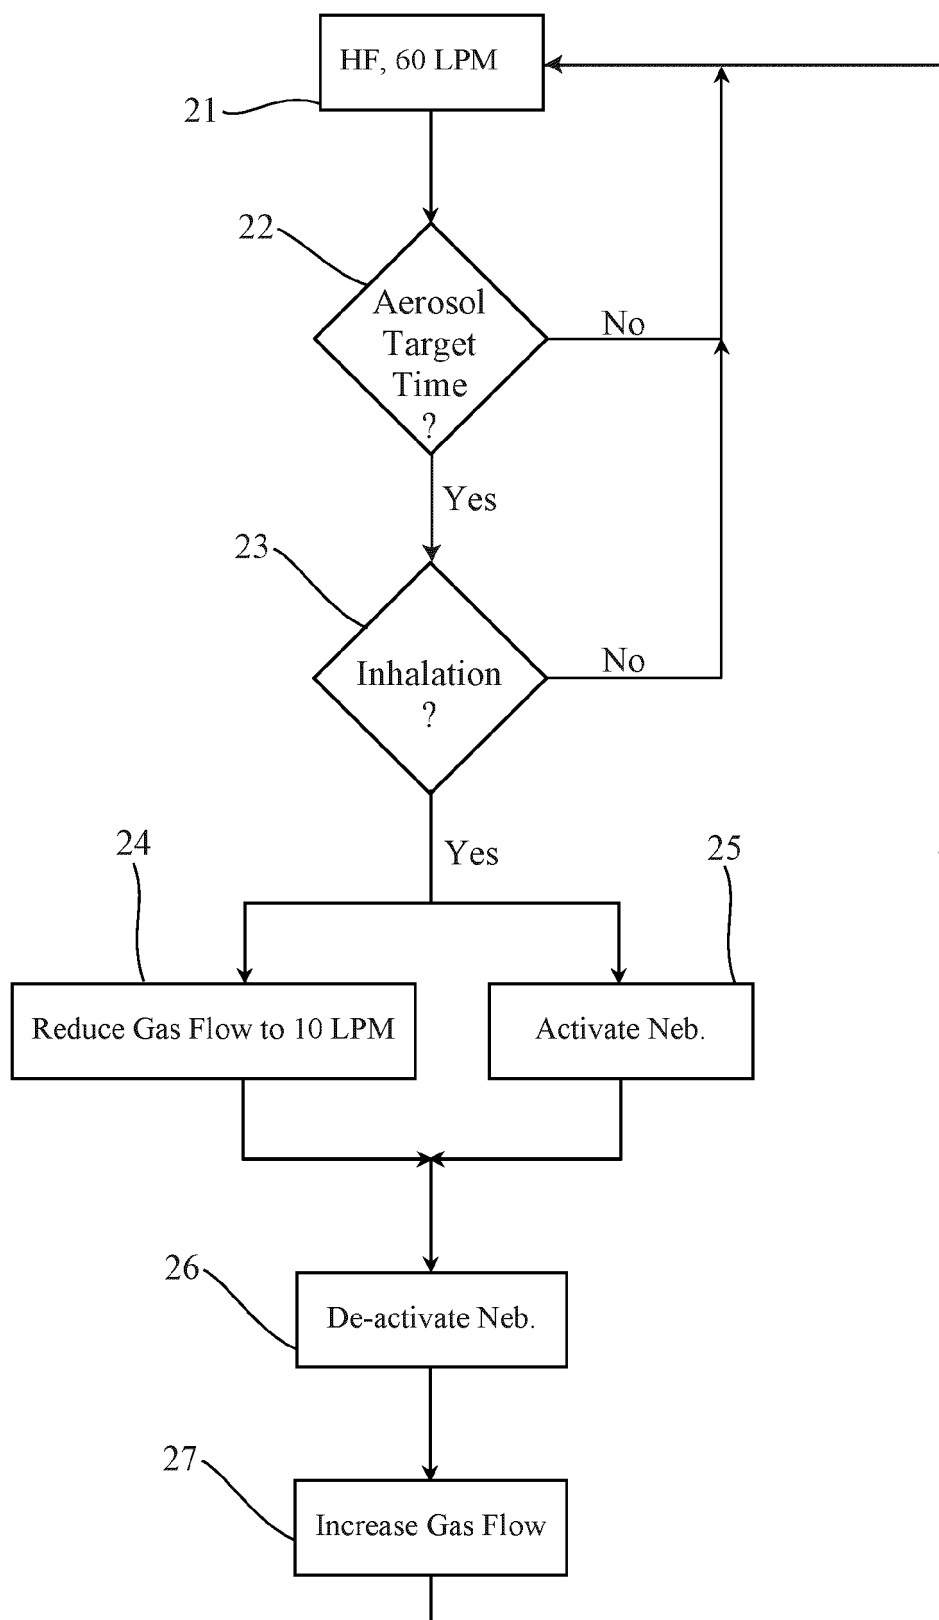 HF, 60 LPM
21
22
Aerosol
Target
Time
?
No
Yes
23
Inhalation
?
No
Yes
24
25
Reduce Gas Flow to 10 LPM
Activate Neb.
26
De-activate Neb.
27
Increase Gas Flow